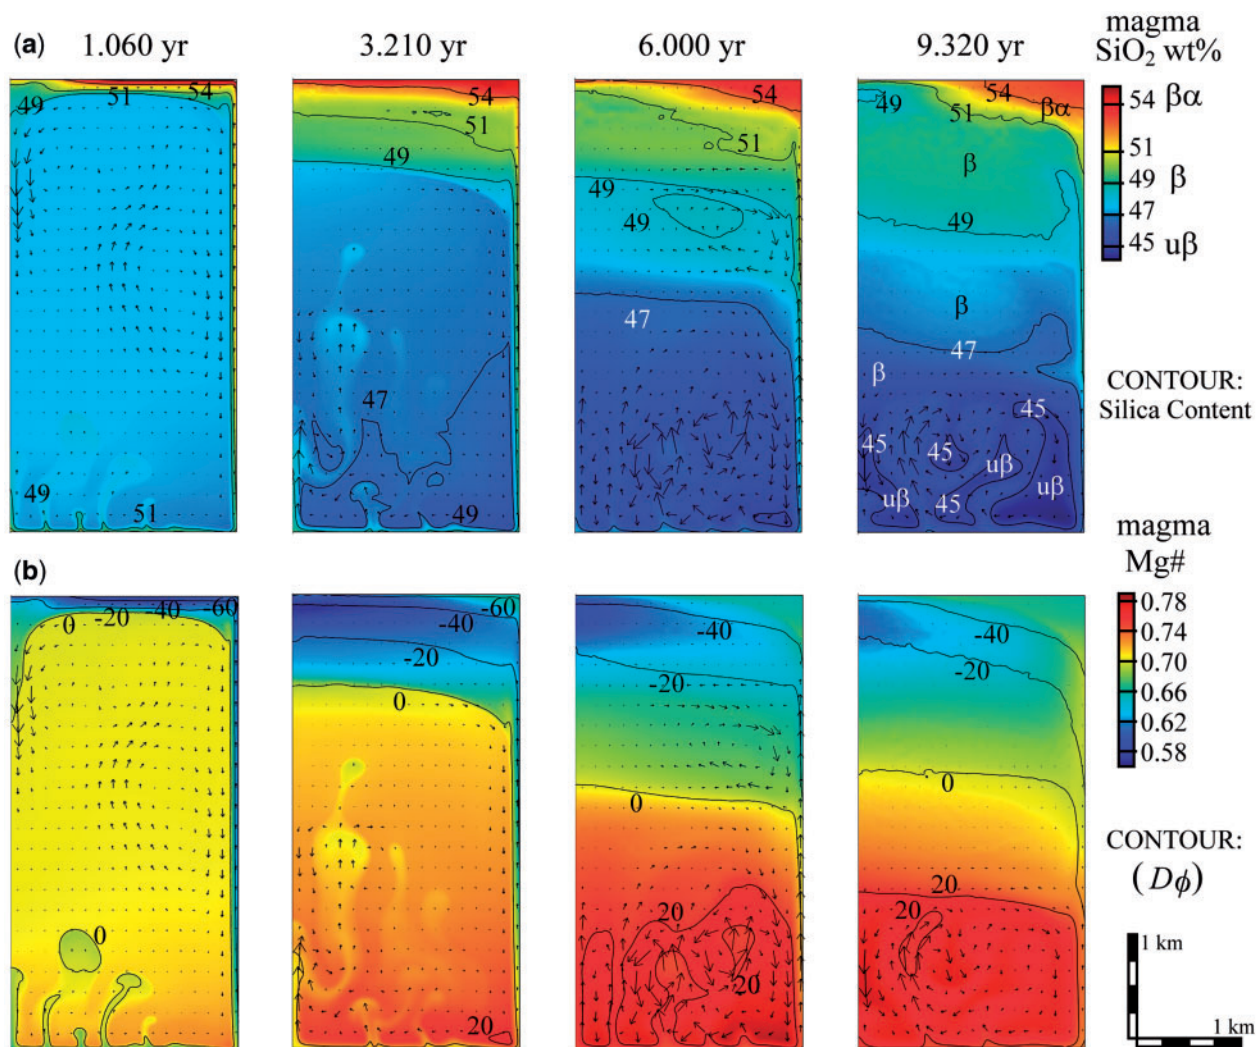 (a) 1.060 yr 3.210 yr 6.000 yr 9.320 yr
magma
SiO₂ wt%
49 51 54
49 51
54
51
49
47
49
54
51
49
49
47
49 51 54 βα
β
49
β
47
β
45
45 45 uβ
uβ 45 uβ
54 βα
51
49 β
47
45 uβ
CONTOUR:
Silica Content
(b)
magma
Mg#
0 -20 -40 -60
0
-60
-40
-20
0
20
-40
-20
0
20
20
-40
-20
0
20
20
0.78
0.74
0.70
0.66
0.62
0.58
CONTOUR:
(Dϕ)
1 km
1 km